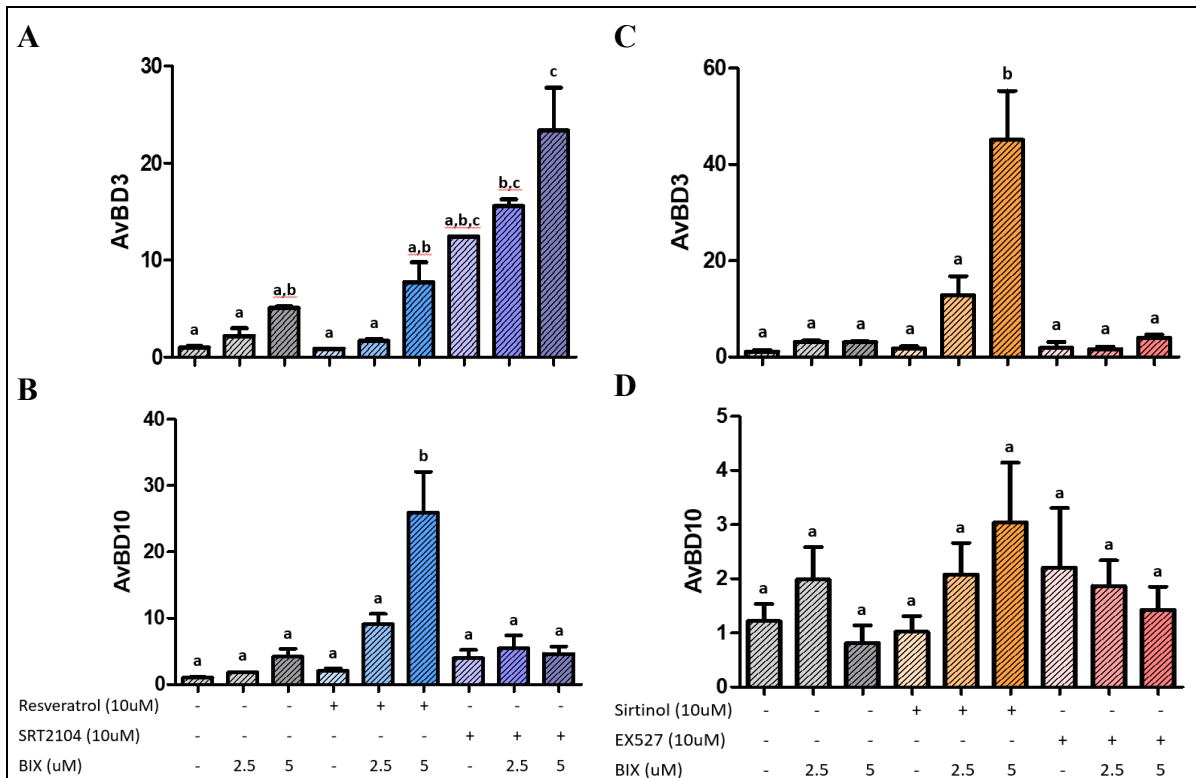 A
AvBD3
30
20
10
0
a
a
a,b
a
a
a,b
a,b,c
b,c
c
B
AvBD10
40
30
20
10
0
a
a
a
a
a
b
a
a
a
Resveratrol (10uM) - - - + + + - - -
SRT2104 (10uM) - - - - - - + + +
BIX (uM) - 2.5 5 - 2.5 5 - 2.5 5
C
AvBD3
60
40
20
0
a
a
a
a
a
b
a
a
a
D
AvBD10
5
4
3
2
1
0
a
a
a
a
a
a
a
a
a
Sirtinol (10uM) - - - + + + - - -
EX527 (10uM) - - - - - - + + +
BIX (uM) - 2.5 5 - 2.5 5 - 2.5 5